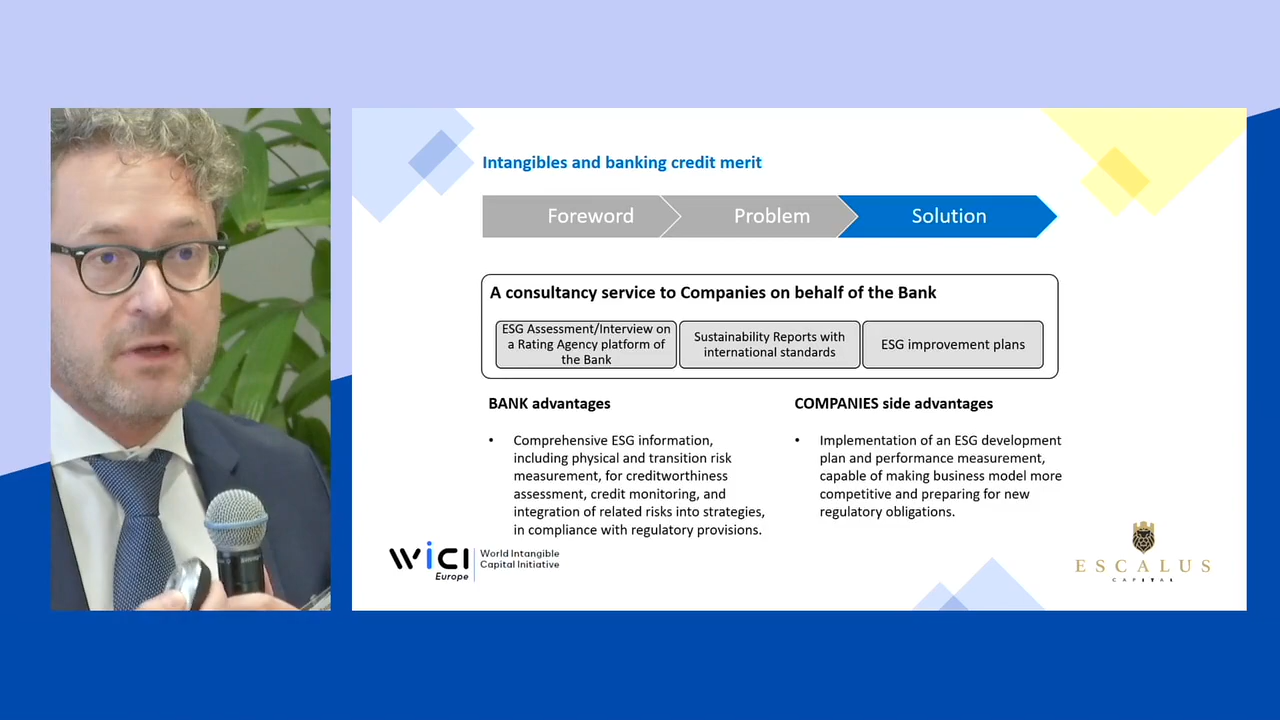 Intangibles and banking credit merit
Foreword
Problem
Solution
A consultancy service to Companies on behalf of the Bank
ESG Assessment/Interview on
a Rating Agency platform of
the Bank
Sustainability Reports with
international standards
ESG improvement plans
BANK advantages
• Comprehensive ESG information,
including physical and transition risk
measurement, for creditworthiness
assessment, credit monitoring, and
integration of related risks into strategies,
in compliance with regulatory provisions.
COMPANIES side advantages
• Implementation of an ESG development
plan and performance measurement,
capable of making business model more
competitive and preparing for new
regulatory obligations.
WiCI
Europe
World Intangible
Capital Initiative
ESCALUS
CAPITAL